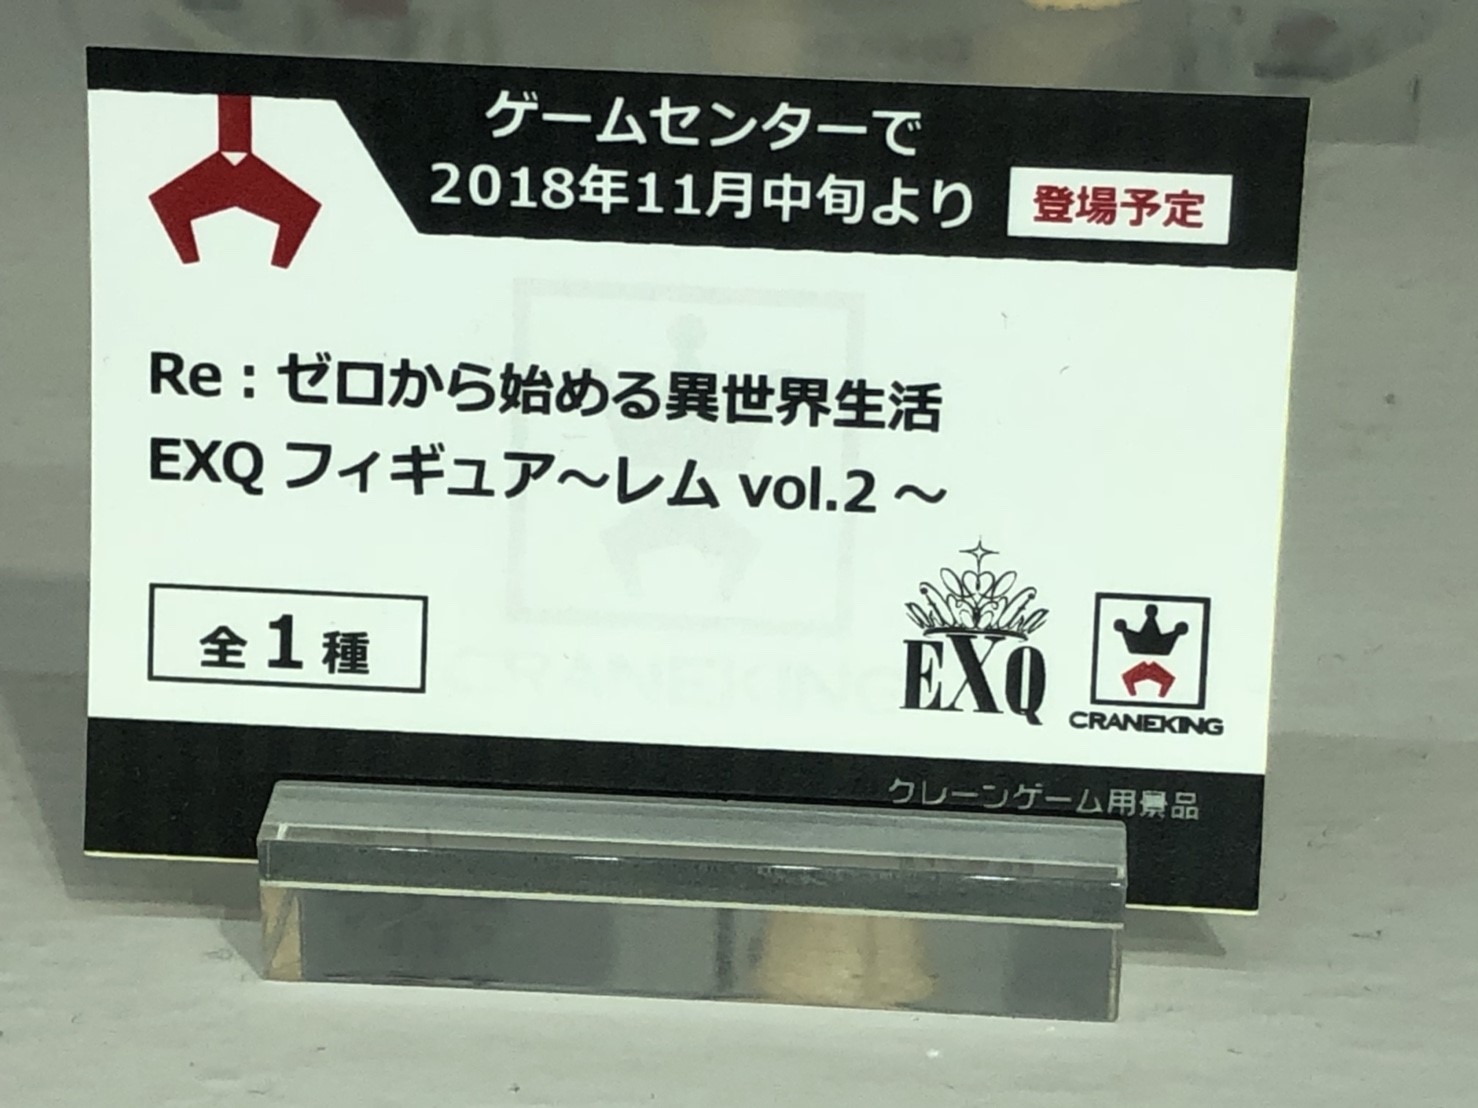 ゲームセンターで
2018年11月中旬より 登場予定
Re：ゼロから始める異世界生活
EXQ フィギュア～レム vol.2 ～
全1種
EXQ
CRANEKING
クレーンゲーム用景品